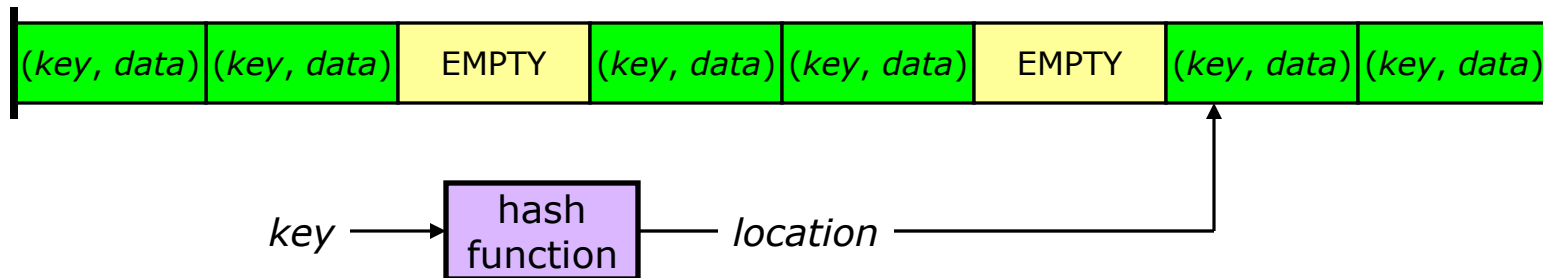 (key, data) (key, data) EMPTY (key, data) (key, data) EMPTY (key, data) (key, data)
key
hash
function
location